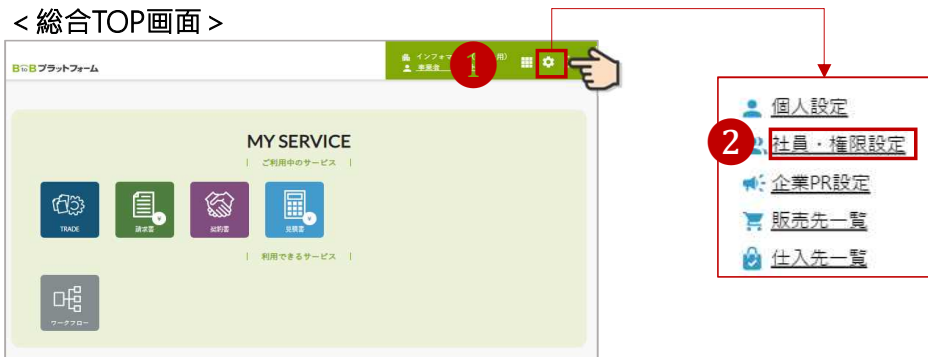 ＜総合TOP画面＞
BtoBプラットフォーム
インフォマ
用)
1
MY SERVICE
| ご利用中のサービス |
TRADE
請求書
契約書
見積書
| 利用できるサービス |
ワークフロー
個人設定
2
社員・権限設定
企業PR設定
販売先一覧
仕入先一覧